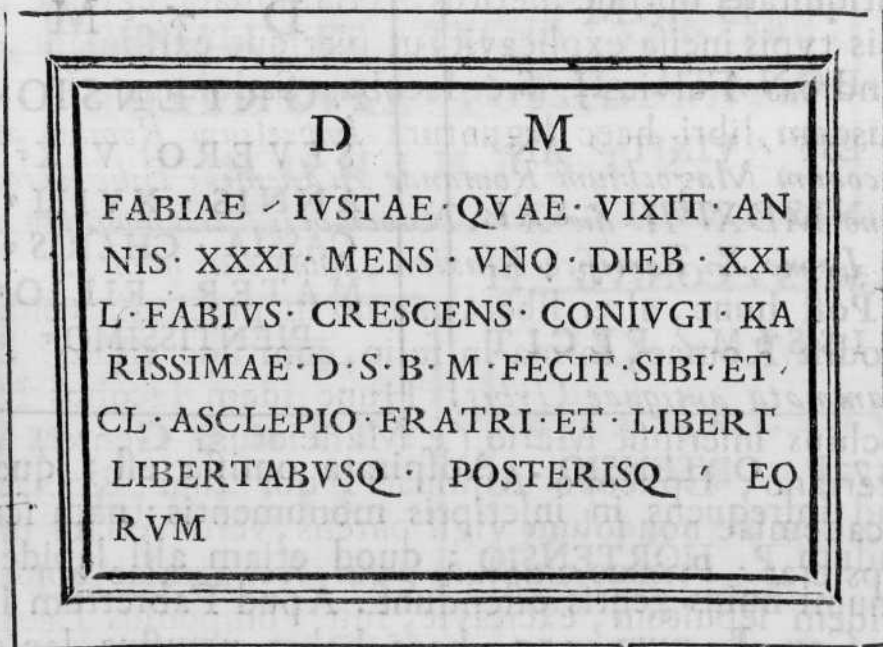 D M
FABIAE · IVSTAE · QVAE · VIXIT · AN
NIS · XXXI · MENS · VNO · DIEB · XXI
L · FABIVS · CRESCENS · CONIVGI · KA
RISSIMAE · D · S · B · M · FECIT · SIBI · ET
CL · ASCLEPIO · FRATRI · ET · LIBERT
LIBERTABVSQ · POSTERISQ · EO
RVM